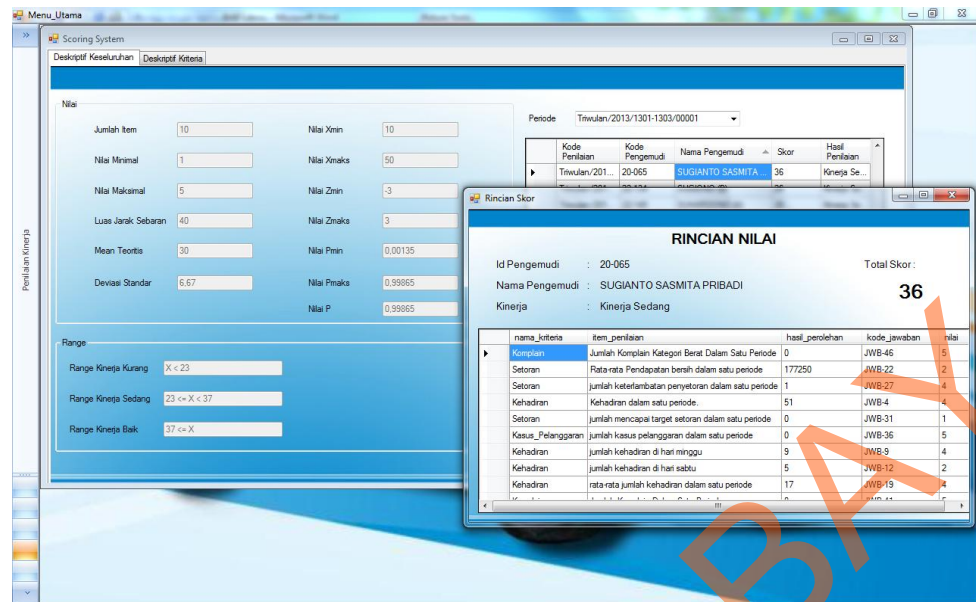 Menu_Utama
Scoring System
Deskriptif Keseluruhan Deskriptif Kriteria
Penilaian Kinerja
Nilai
Jumlah Item 10 Nilai Xmin 10
Nilai Minimal 1 Nilai Xmaks 50
Nilai Maksimal 5 Nilai Zmin -3
Luas Jarak Sebaran 40 Nilai Zmaks 3
Mean Teoritis 30 Nilai Pmin 0,00135
Deviasi Standar 6,67 Nilai Pmaks 0,99865
Nilai P 0,99865
Range
Range Kinerja Kurang X < 23
Range Kinerja Sedang 23 <= X < 37
Range Kinerja Baik 37 <= X
Periode Triwulan/2013/1301-1303/00001
Kode Penilaian Kode Pengemudi Nama Pengemudi Skor Hasil Penilaian
Triwulan/201... 20-065 SUGIANTO SASMITA ... 36 Kinerja Se...
Rincian Skor
RINCIAN NILAI
Id Pengemudi : 20-065 Total Skor :
Nama Pengemudi : SUGIANTO SASMITA PRIBADI 36
Kinerja : Kinerja Sedang
nama_kriteria item_penilaian hasil_perolehan kode_jawaban nilai
Komplain Jumlah Komplain Kategori Berat Dalam Satu Periode 0 JWB-46 5
Setoran Rata-rata Pendapatan bersih dalam satu periode 177250 JWB-22 2
Setoran jumlah keterlambatan penyetoran dalam satu periode 1 JWB-27 4
Kehadiran Kehadiran dalam satu periode. 51 JWB-4 4
Setoran jumlah mencapai target setoran dalam satu periode 0 JWB-31 1
Kasus_Pelanggaran jumlah kasus pelanggaran dalam satu periode 0 JWB-36 5
Kehadiran jumlah kehadiran di hari minggu 9 JWB-9 4
Kehadiran jumlah kehadiran di hari sabtu 5 JWB-12 2
Kehadiran rata-rata jumlah kehadiran dalam satu periode 17 JWB-19 4
BAY